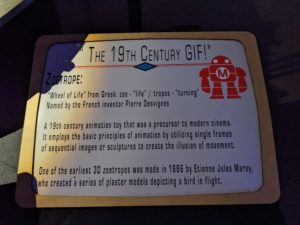 "The 19th Century GIF!"
Zoetrope:
"Wheel of Life" from Greek: zoe - "life" / tropos - "turning"
Named by the French inventor Pierre Desvignes
M
A 19th century animation toy that was a precursor to modern cinema.
It employs the basic principles of animation by utilizing single frames
of sequential images or sculptures to create the illusion of movement.
One of the earliest 3D zoetropes was made in 1886 by Etienne Jules Marey,
who created a series of plaster models depicting a bird in flight.